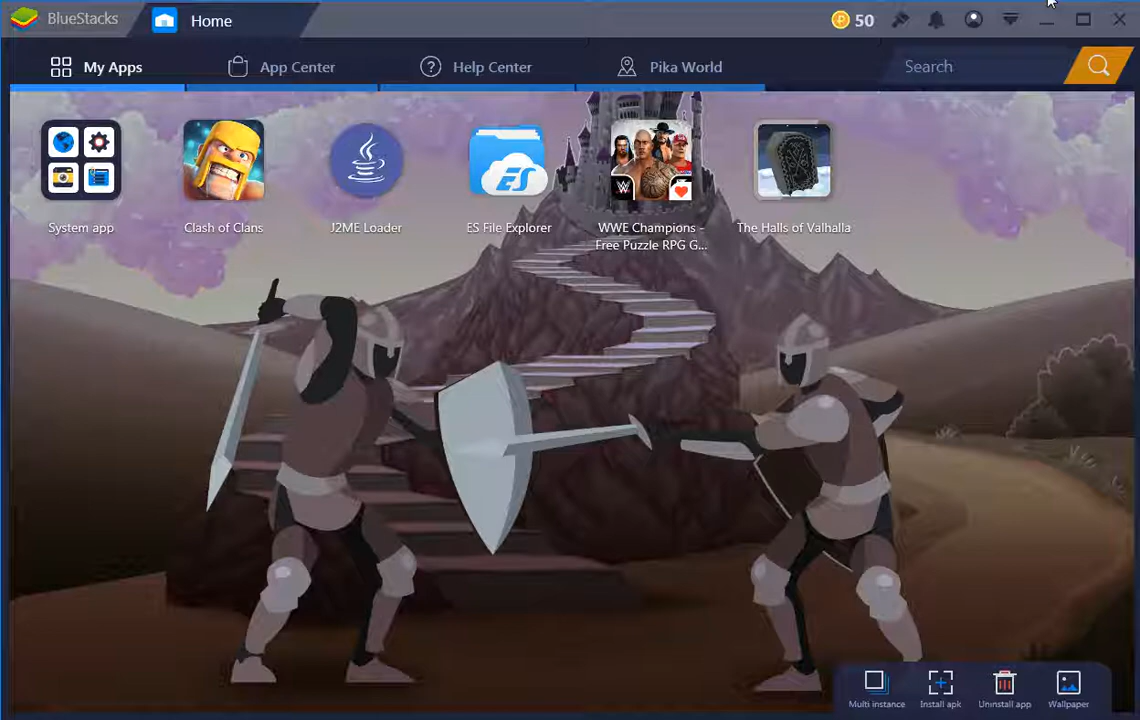 BlueStacks
Home
50
My Apps
App Center
Help Center
Pika World
Search
System app
Clash of Clans
J2ME Loader
ES
ES File Explorer
W
WWE Champions -
Free Puzzle RPG G...
The Halls of Valhalla
Multi instance
Install apk
Uninstall app
Wallpaper